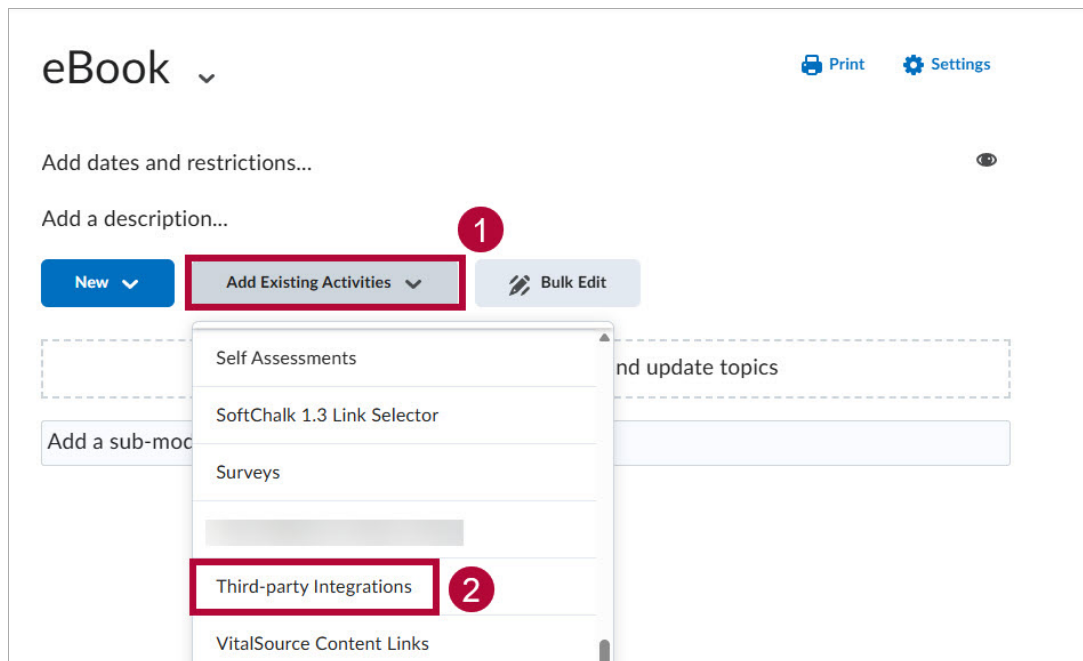 eBook
Print
Settings
Add dates and restrictions...
Add a description...
1
New
Add Existing Activities
Bulk Edit
Self Assessments
nd update topics
SoftChalk 1.3 Link Selector
Add a sub-mod
Surveys
Third-party Integrations
2
VitalSource Content Links